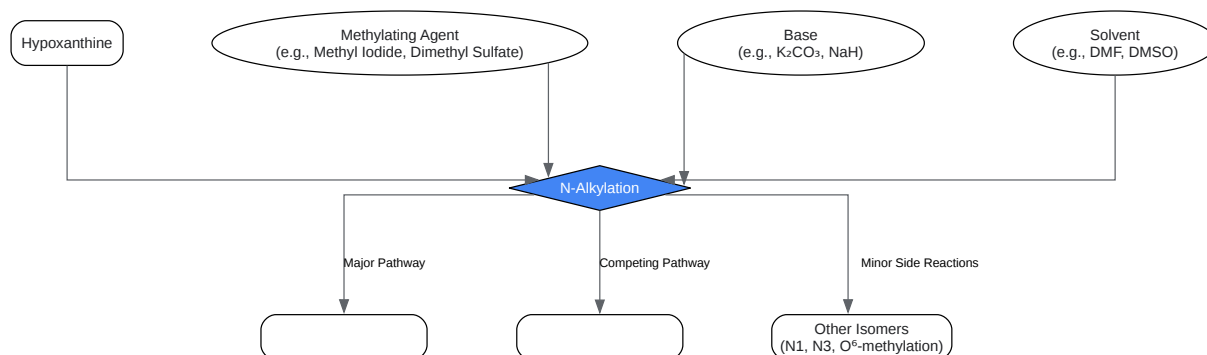 Hypoxanthine
Methylating Agent
(e.g., Methyl Iodide, Dimethyl Sulfate)
Base
(e.g., K₂CO₃, NaH)
Solvent
(e.g., DMF, DMSO)
N-Alkylation
Major Pathway
Competing Pathway
Minor Side Reactions
Other Isomers
(N1, N3, O⁶-methylation)